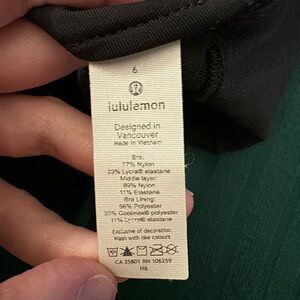 6
lululemon
Designed in
Vancouver
Made in Vietnam
Bra:
77% Nylon
23% Lycra® elastane
Middle layer:
89% Nylon
11% Elastane
Bra Lining:
56% Polyester
33% Coolmax® polyester
11% Lycra® elastane
Exclusive of decoration.
Wash with like colours.
CA 35801 RN 106259
H6